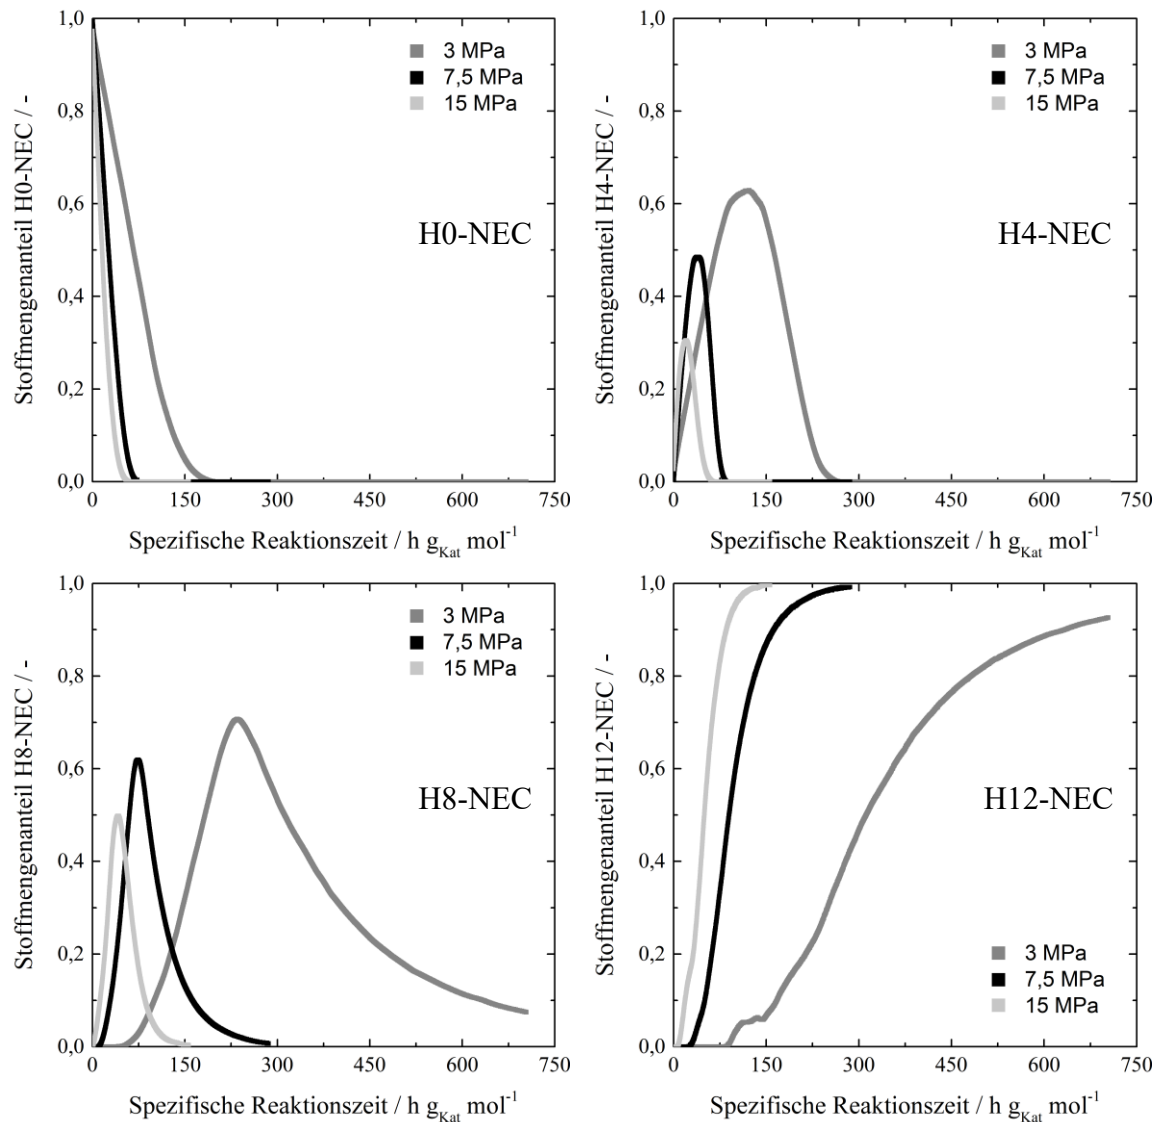 Stoffmengenanteil H0-NEC / -
1,0
0,8
0,6
0,4
0,2
0,0
3 MPa
7,5 MPa
15 MPa
H0-NEC
0 150 300 450 600 750
Spezifische Reaktionszeit / h g_Kat mol⁻¹
Stoffmengenanteil H4-NEC / -
1,0
0,8
0,6
0,4
0,2
0,0
3 MPa
7,5 MPa
15 MPa
H4-NEC
0 150 300 450 600 750
Spezifische Reaktionszeit / h g_Kat mol⁻¹
Stoffmengenanteil H8-NEC / -
1,0
0,8
0,6
0,4
0,2
0,0
3 MPa
7,5 MPa
15 MPa
H8-NEC
0 150 300 450 600 750
Spezifische Reaktionszeit / h g_Kat mol⁻¹
Stoffmengenanteil H12-NEC / -
1,0
0,8
0,6
0,4
0,2
0,0
H12-NEC
3 MPa
7,5 MPa
15 MPa
0 150 300 450 600 750
Spezifische Reaktionszeit / h g_Kat mol⁻¹